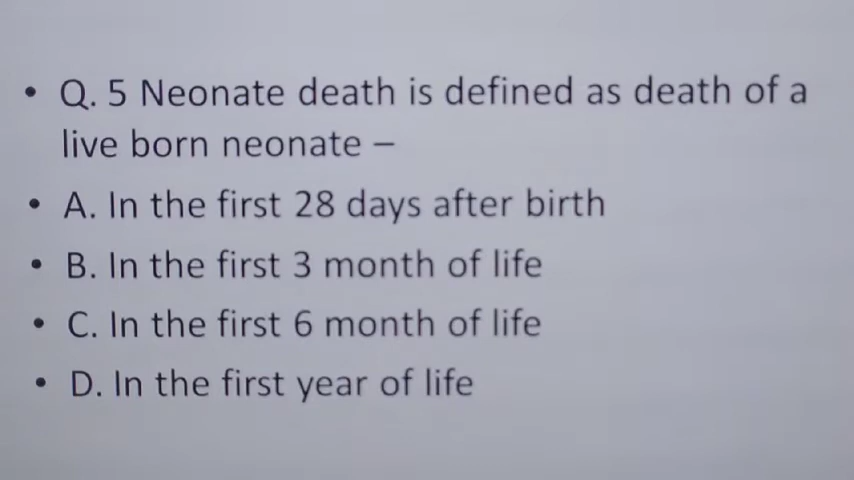 • Q. 5 Neonate death is defined as death of a
live born neonate –
• A. In the first 28 days after birth
• B. In the first 3 month of life
• C. In the first 6 month of life
• D. In the first year of life